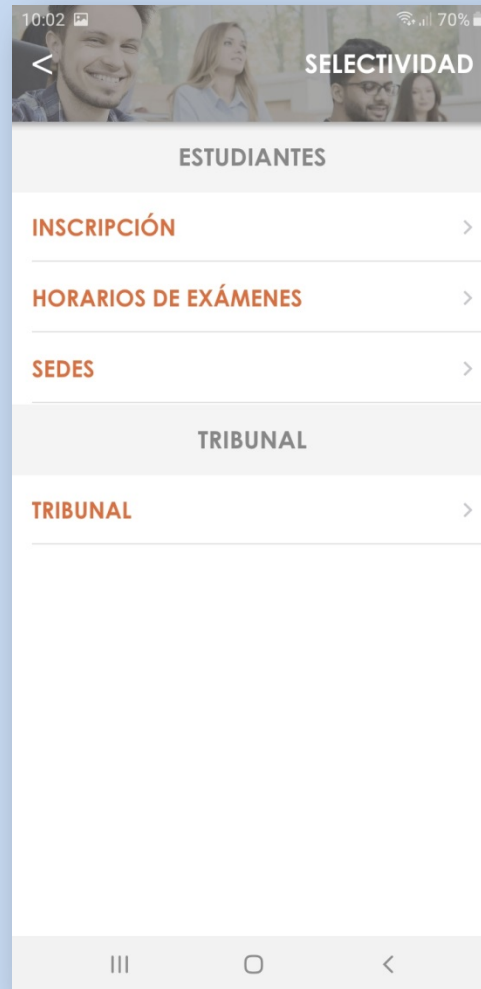 10:02 70%
< SELECTIVIDAD
ESTUDIANTES
INSCRIPCIÓN >
HORARIOS DE EXÁMENES >
SEDES >
TRIBUNAL
TRIBUNAL >